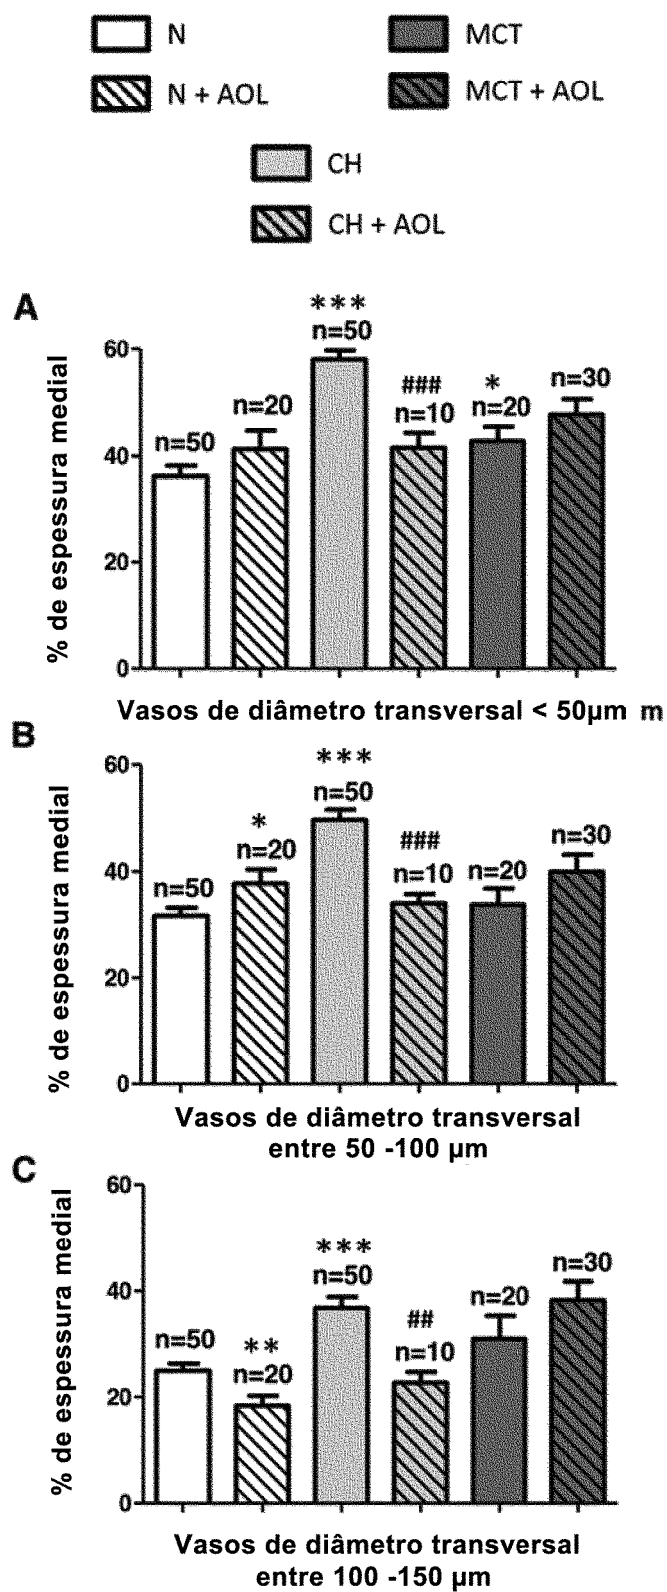 N
MCT
N + AOL
MCT + AOL
CH
CH + AOL
A
% de espessura medial
60
40
20
0
n=50
n=20
***
n=50
###
n=10
*
n=20
n=30
Vasos de diâmetro transversal < 50µm m
B
% de espessura medial
60
40
20
0
n=50
*
n=20
***
n=50
###
n=10
n=20
n=30
Vasos de diâmetro transversal
entre 50 -100 µm
C
% de espessura medial
60
40
20
0
n=50
**
n=20
***
n=50
##
n=10
n=20
n=30
Vasos de diâmetro transversal
entre 100 -150 µm